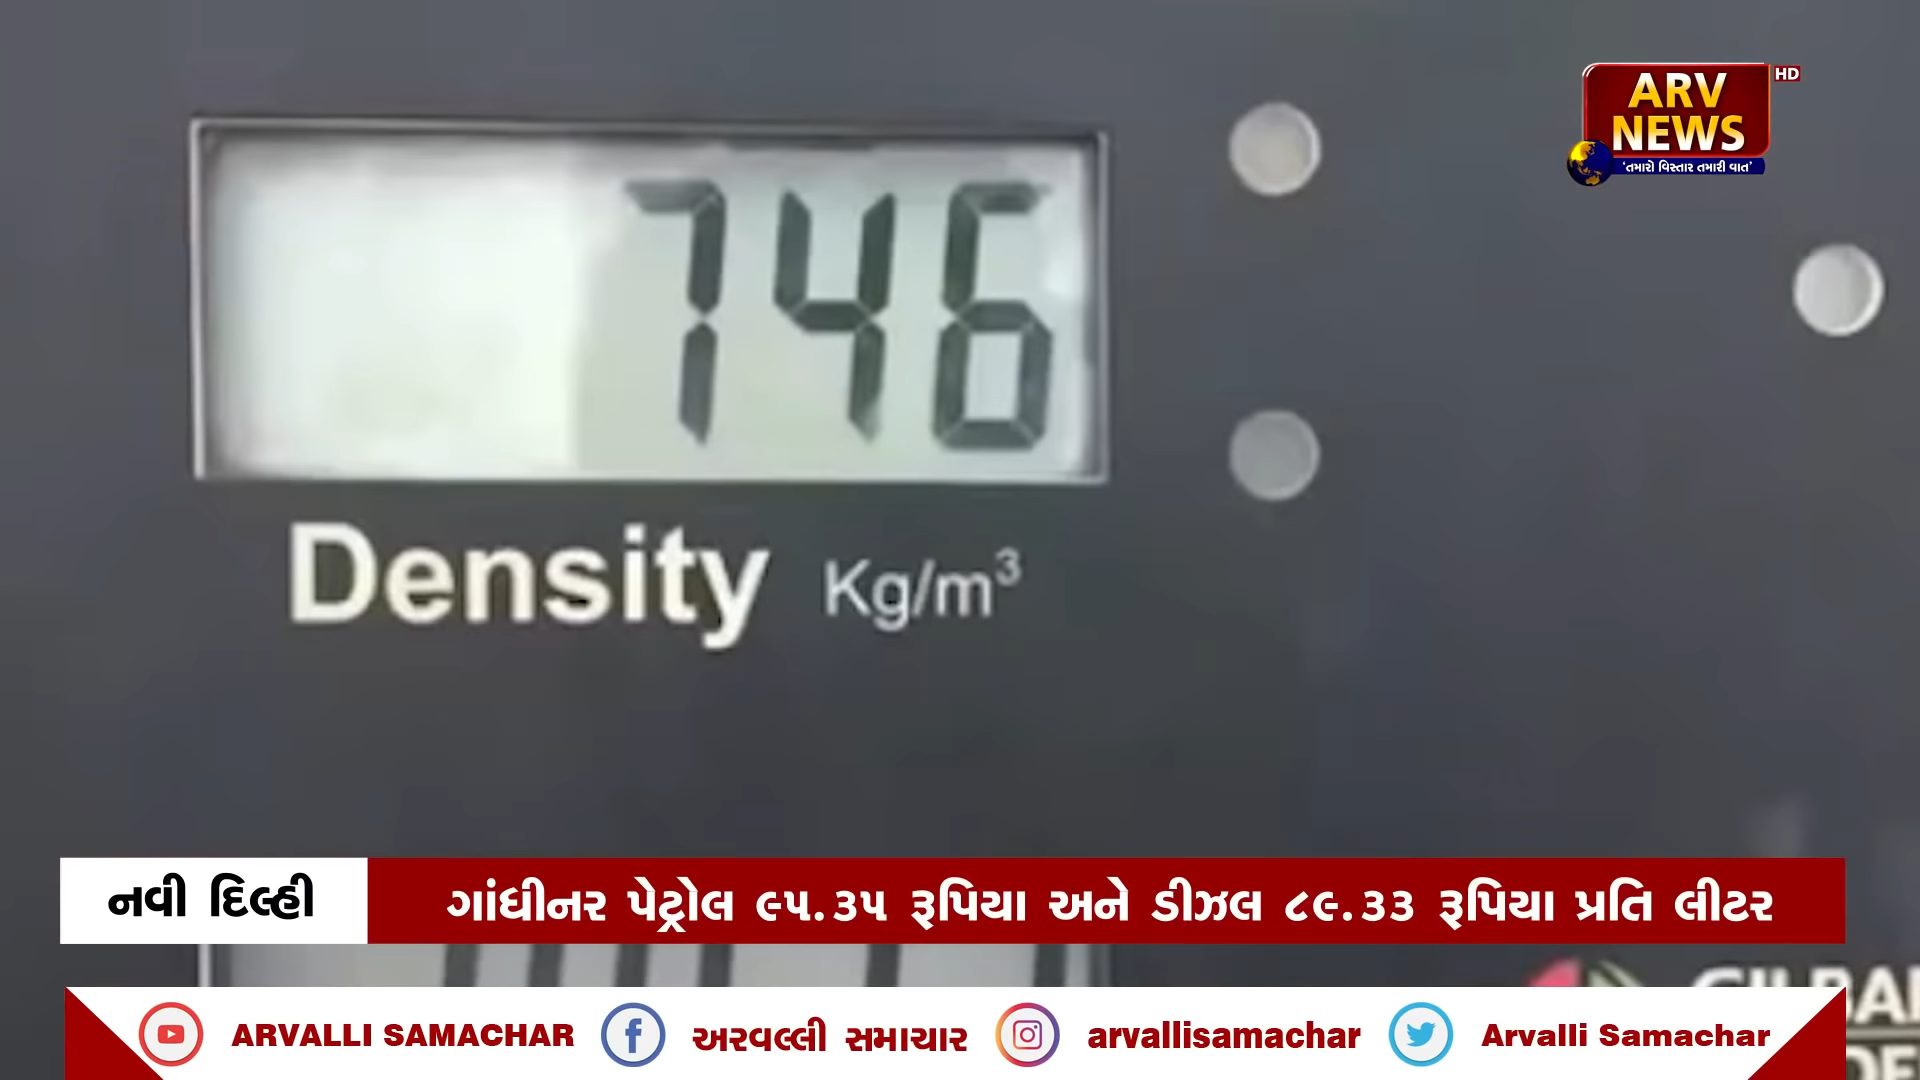 ARV
NEWS
HD
'તમારો વિસ્તાર તમારી વાત'
746
Density Kg/m³
નવી દિલ્હી
ગાંધીનર પેટ્રોલ ૯૫.૩૫ રૂપિયા અને ડીઝલ ૮૯.૩૩ રૂપિયા પ્રતિ લીટર
ARVALLI SAMACHAR
અરવલ્લી સમાચાર
arvallisamachar
Arvalli Samachar